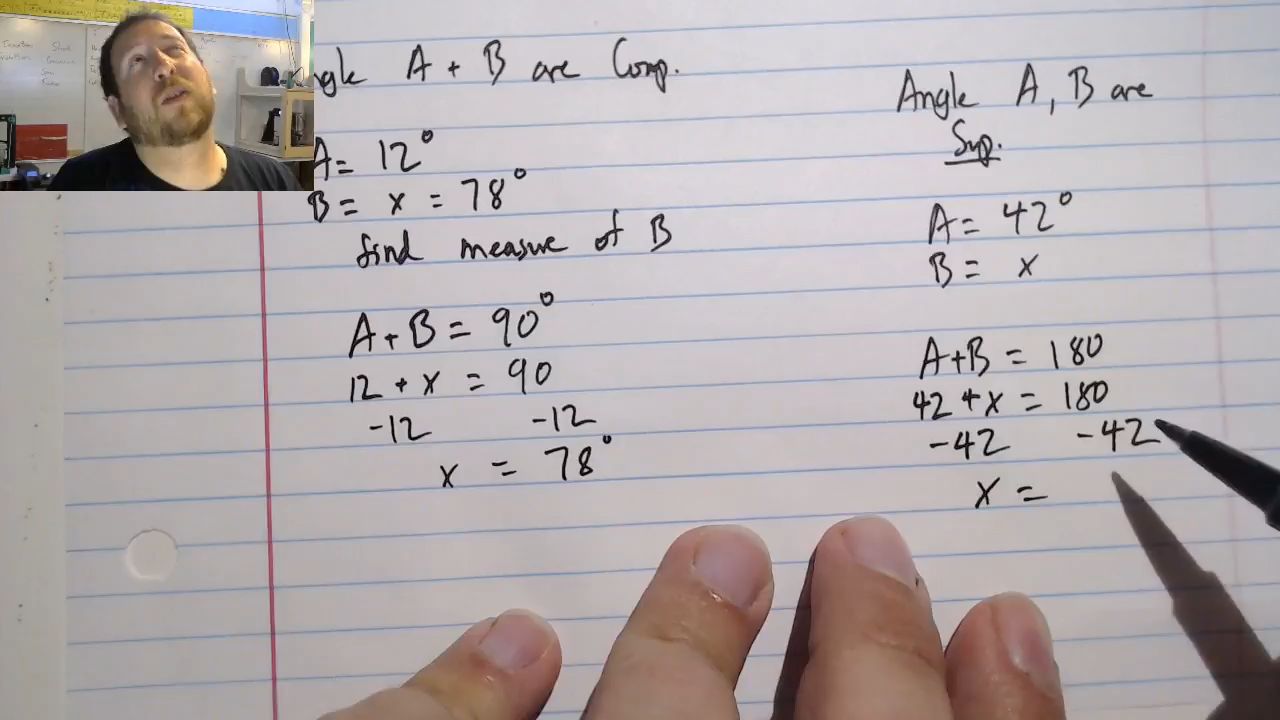 ngle A + B are Comp.
A = 12°
B = x = 78°
find measure of B
A + B = 90°
12 + x = 90
-12 -12
x = 78°
Angle A, B are
Sup.
A = 42°
B = x
A+B = 180
42 + x = 180
-42 -42
x =